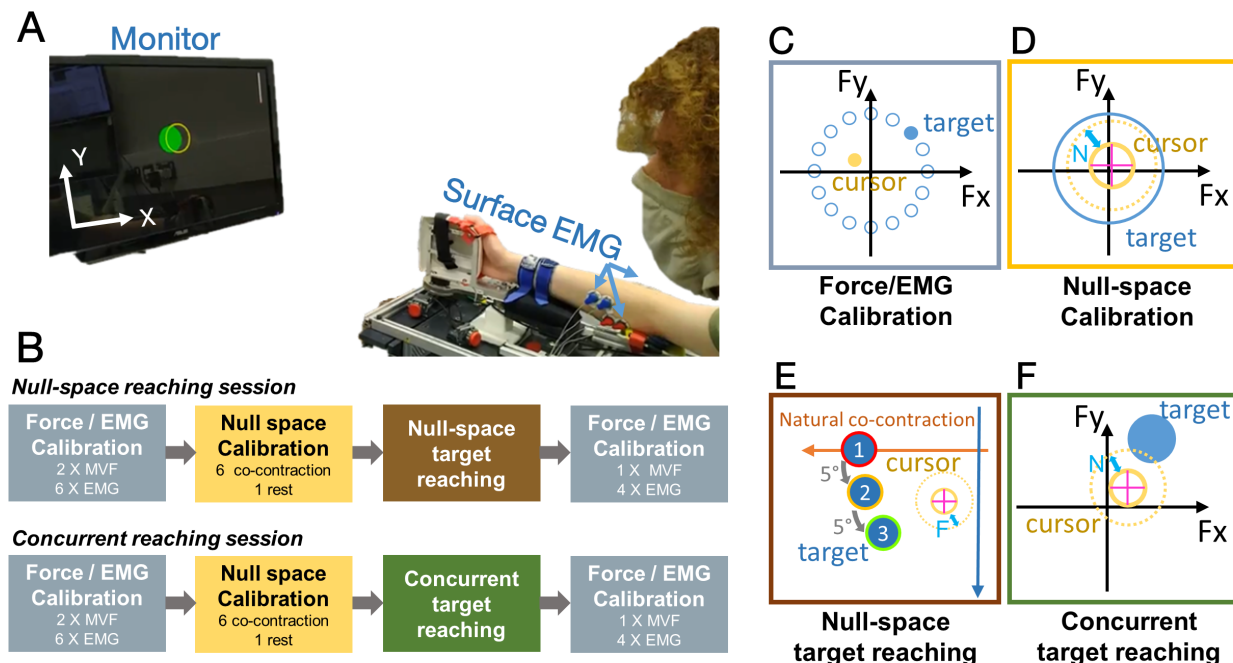 A
Monitor
Y
X
Surface EMG
B
Null-space reaching session
Force / EMG
Calibration
2 X MVF
6 X EMG
Null space
Calibration
6 co-contraction
1 rest
Null-space
target
reaching
Force / EMG
Calibration
1 X MVF
4 X EMG
Concurrent reaching session
Force / EMG
Calibration
2 X MVF
6 X EMG
Null space
Calibration
6 co-contraction
1 rest
Concurrent
target
reaching
Force / EMG
Calibration
1 X MVF
4 X EMG
C
Fy
target
cursor
Fx
Force/EMG
Calibration
D
Fy
N
cursor
Fx
target
Null-space
Calibration
E
Natural co-contraction
1
cursor
5°
2
5°
3
F
target
Null-space
target reaching
F
Fy
target
N
cursor
Fx
Concurrent
target reaching